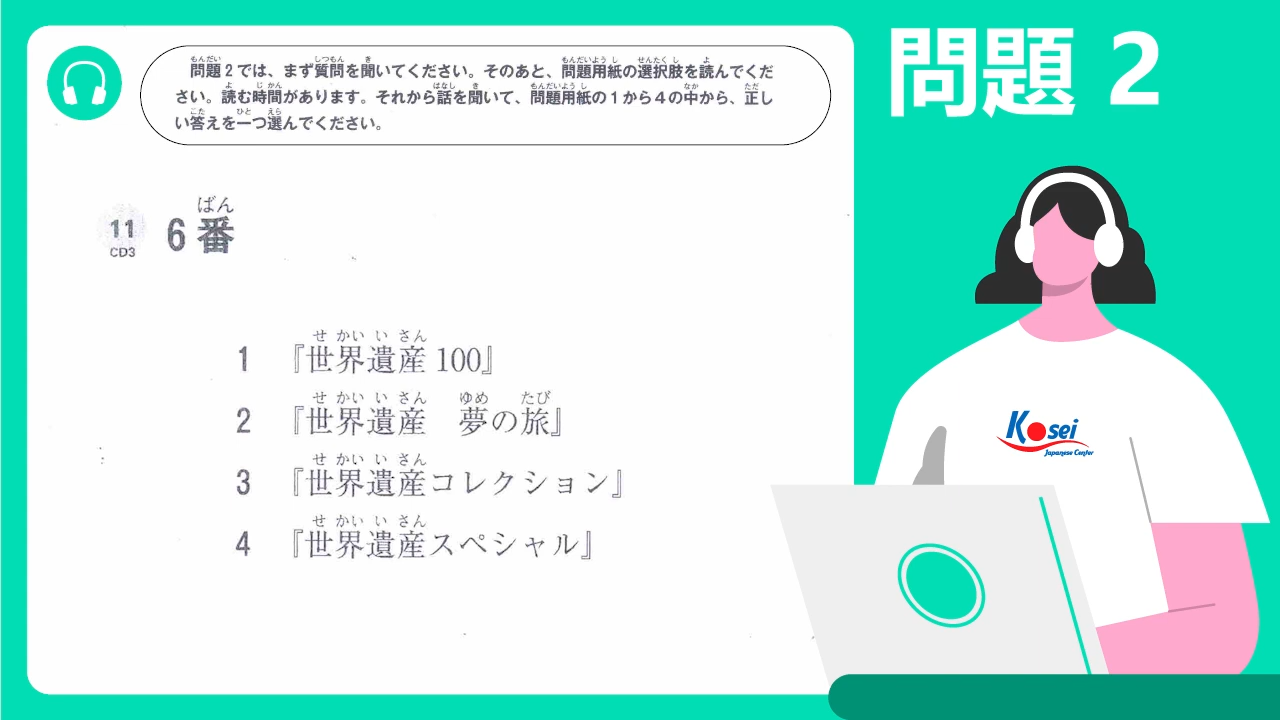 問題2
問題2では、まず質問を聞いてください。そのあと、問題用紙の選択肢を読んでくだ
さい。読む時間があります。それから話を聞いて、問題用紙の1から4の中から、正し
い答えを一つ選んでください。
11
CD3
6番
1 『世界遺産100』
2 『世界遺産 夢の旅』
3 『世界遺産コレクション』
4 『世界遺産スペシャル』
Kosei
Japanese Center